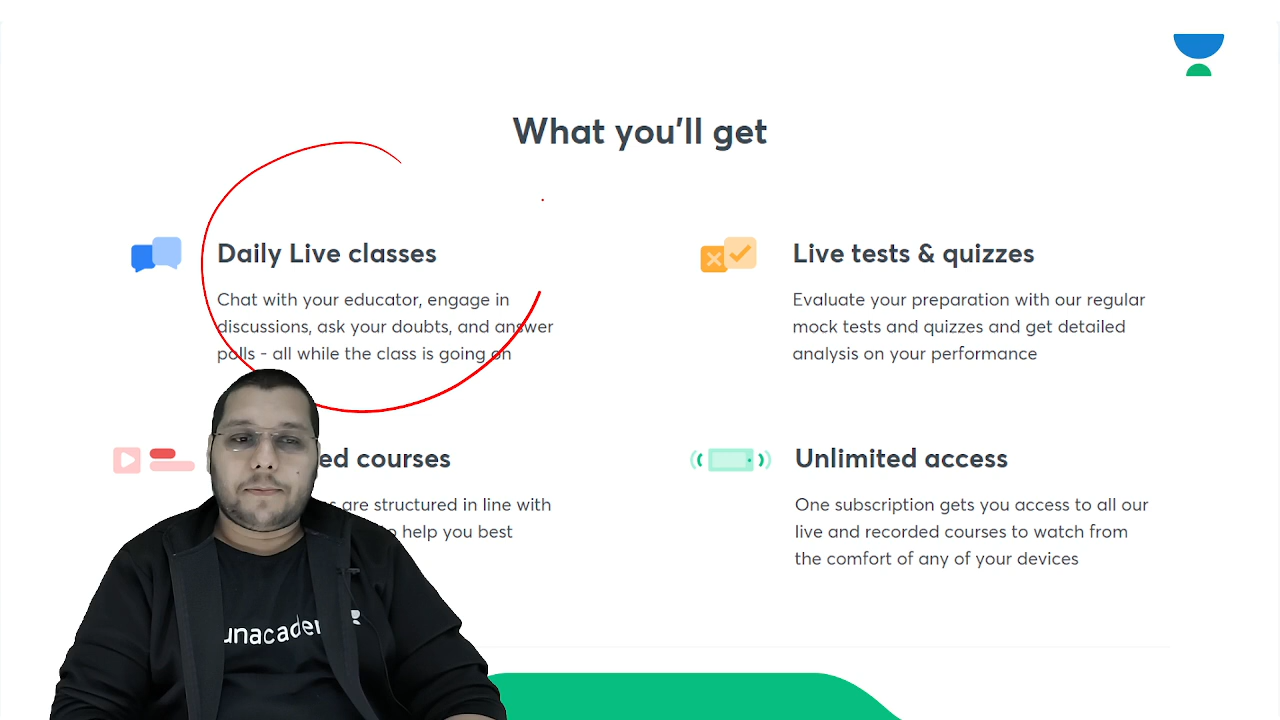 What you'll get
Daily Live classes
Chat with your educator, engage in
discussions, ask your doubts, and answer
polls - all while the class is going on
Live tests & quizzes
Evaluate your preparation with our regular
mock tests and quizzes and get detailed
analysis on your performance
courses
are structured in line with
help you best
Unlimited access
One subscription gets you access to all our
live and recorded courses to watch from
the comfort of any of your devices